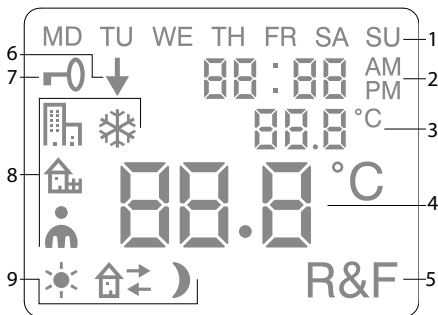 MD TU WE TH FR SA SU 1
6
7 88:88 AM PM 2
88.8 °C 3
8 88.8 °C 4
9 R&F 5